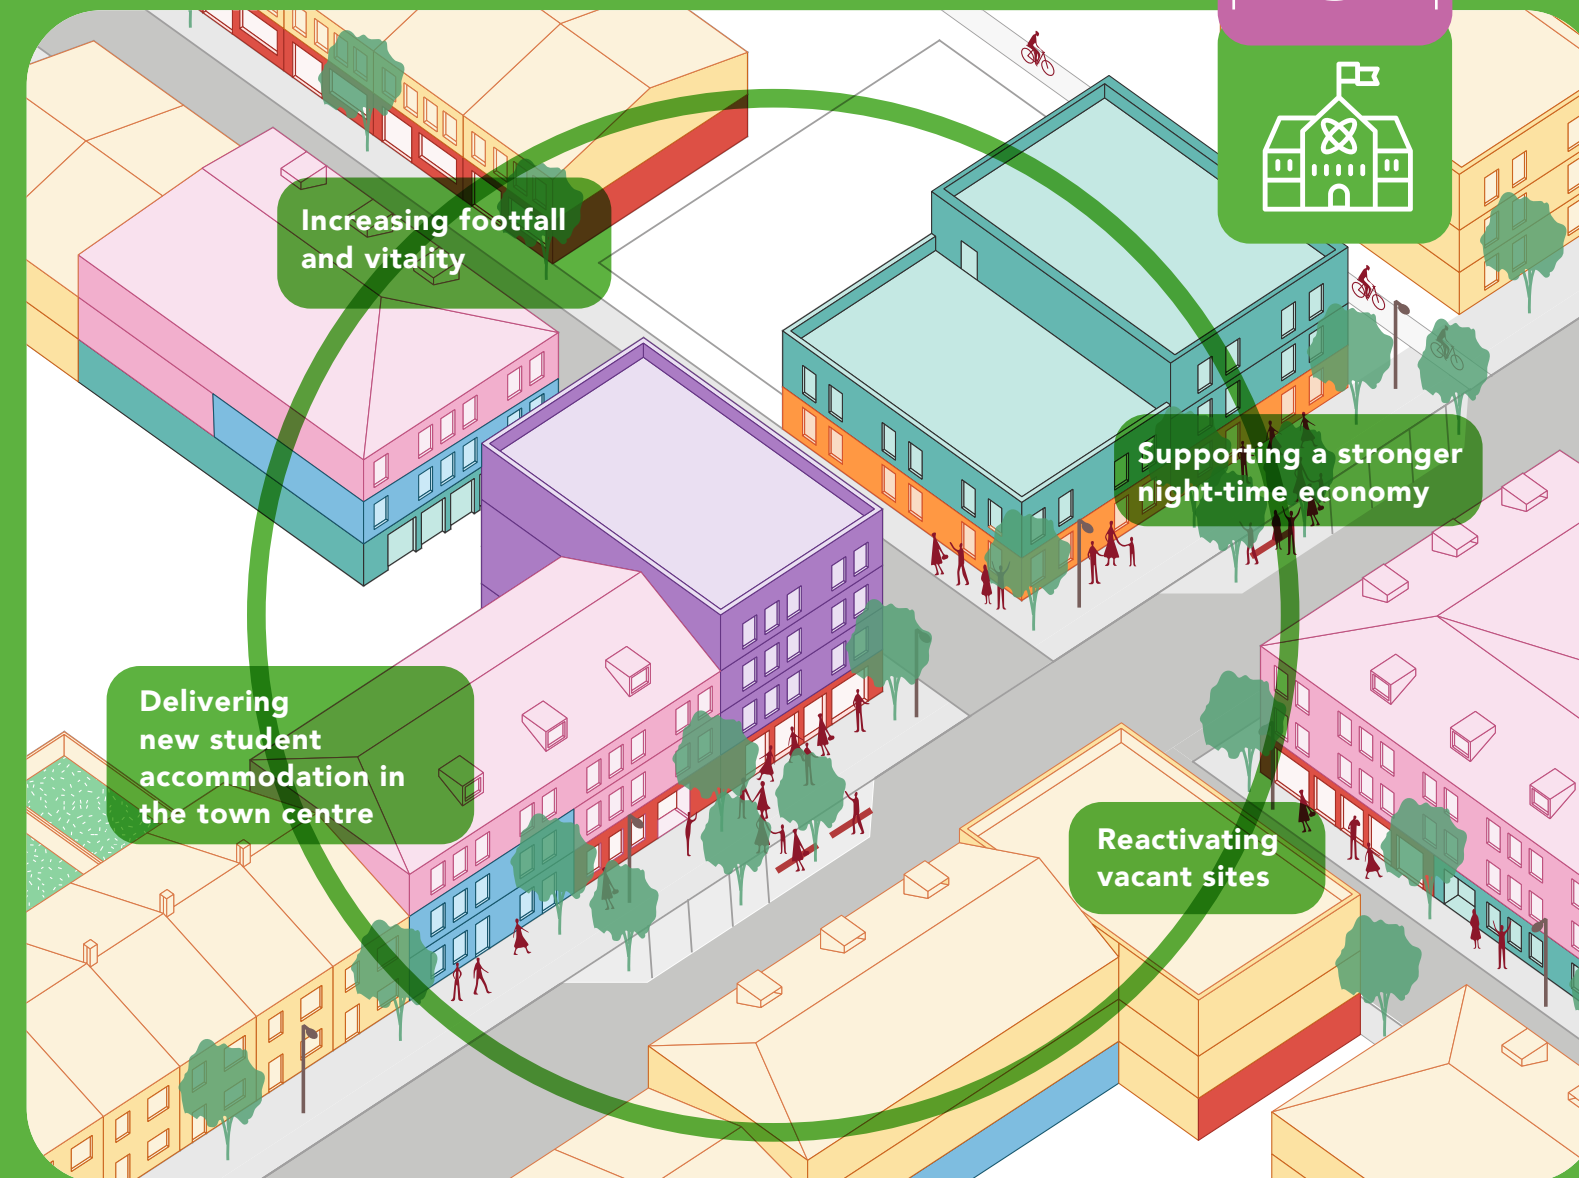 Increasing footfall
and vitality
Supporting a stronger
night-time economy
Delivering
new student
accommodation in
the town centre
Reactivating
vacant sites